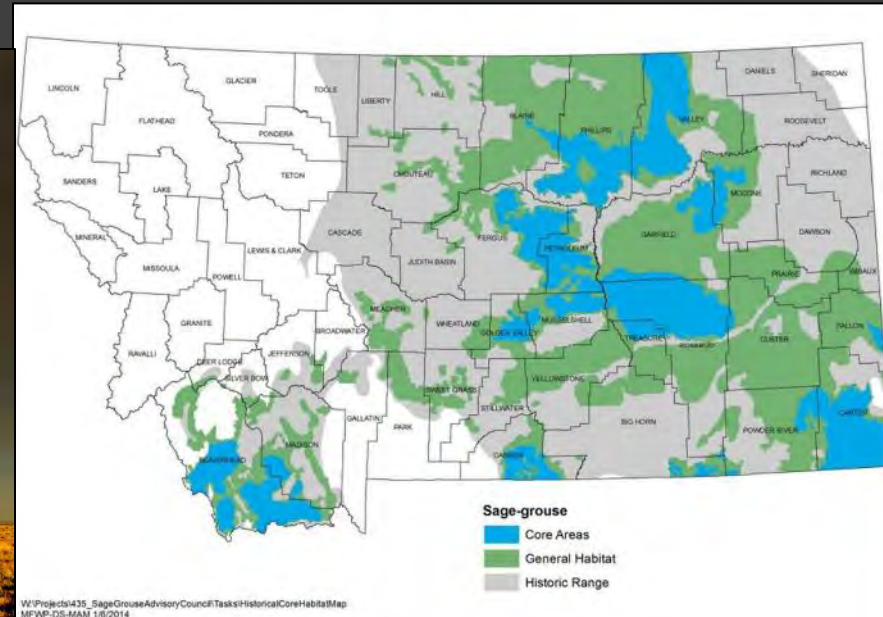 LINCOLN
FLATHEAD
GLACIER
TOOLE
LIBERTY
HILL
BLAINE
PHILLIPS
VALLEY
DANIELS
SHERIDAN
ROOSEVELT
PONDERA
TETON
CHOUTEAU
SANDERS
LAKE
RICHLAND
MCCONE
GARFIELD
DAWSON
MINERAL
MISSOULA
POWELL
LEWIS & CLARK
CASCADE
JUDITH BASIN
FERGUS
PETROLEUM
PRAIRIE
WIBAUX
GRANITE
BROADWATER
MEAGHER
WHEATLAND
GOLDEN VALLEY
MUSSELSHELL
TREASURE
ROSEBUD
CUSTER
FALLON
RAVALLI
DEER LODGE
SILVER BOW
JEFFERSON
GALLATIN
PARK
SWEET GRASS
STILLWATER
YELLOWSTONE
BIG HORN
POWDER RIVER
CARTER
BEAVERHEAD
MADISON
CARBON
Sage-grouse
Core Areas
General Habitat
Historic Range
W:\Projects\435_SageGrouseAdvisoryCouncil\Tasks\HistoricalCoreHabitatMap
MFWP-DS-MAM 1/6/2014